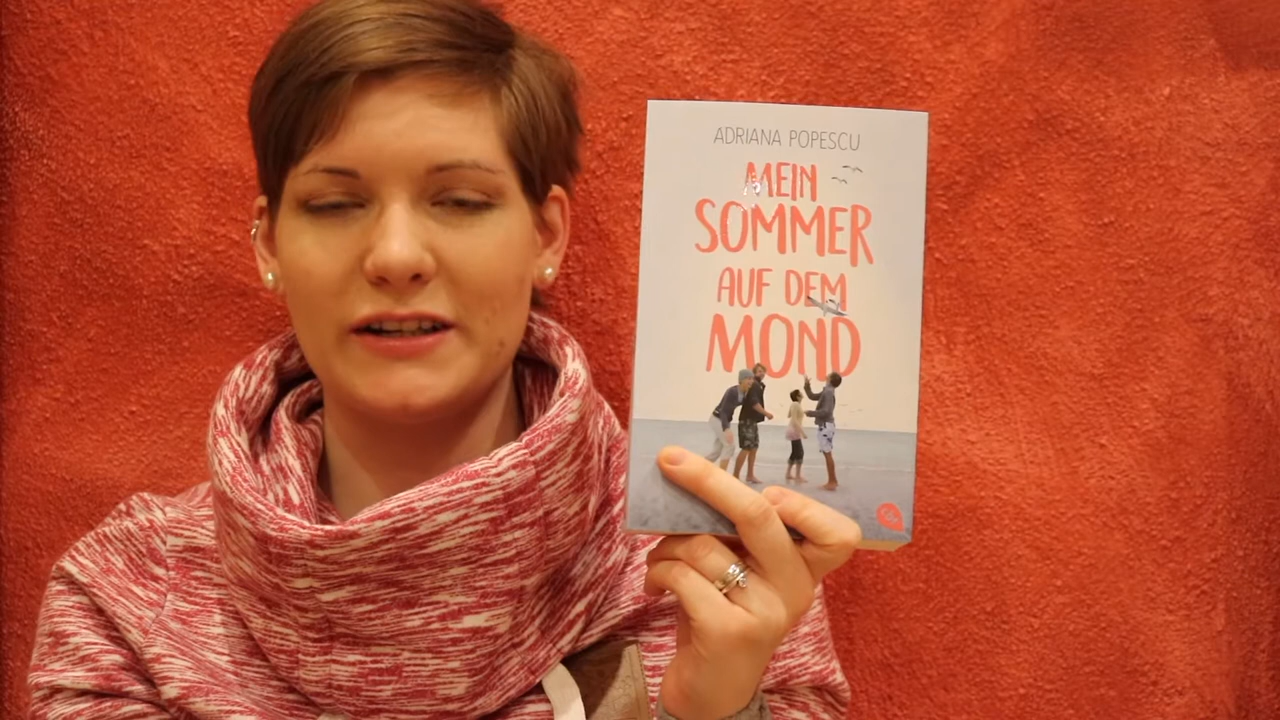 ADRIANA POPESCU
MEIN
SOMMER
AUF DEM
MOND